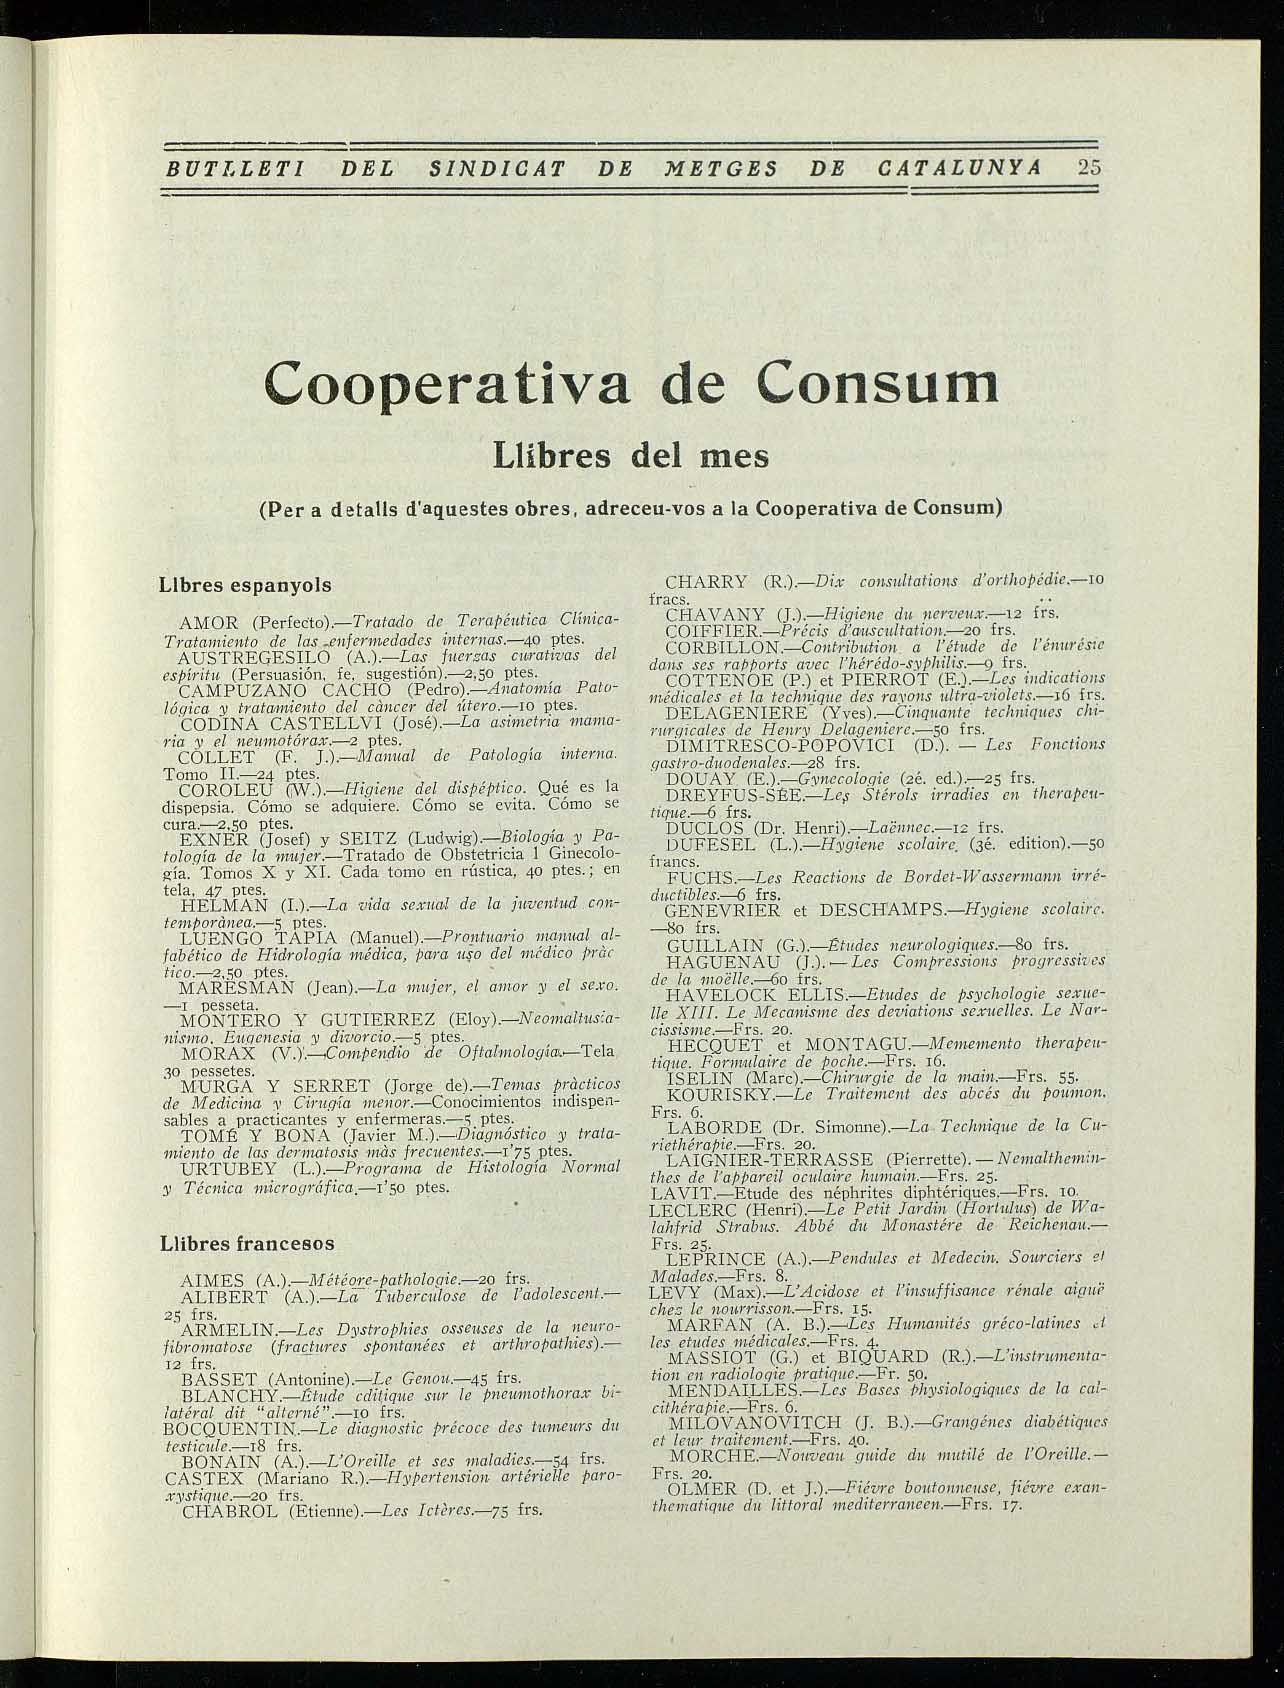 BUTLLETI DEL SINDICAT DE METGES DE CATALUNYA 25
Cooperativa de Consum
Llibres del mes
(Per a detalls d'aquestes obres, adreceu-vos a la Cooperativa de Consum)
Llbres espanyols
AMOR (Perfecto).—Tratado de Terapéutica Clínica-
Tratamiento de las enfermedades internas.—40 ptes.
AUSTREGESILO (A.).—Las fuerzas curativas del
espíritu (Persuasión, fe, sugestión).—2,50 ptes.
CAMPUZANO CACHO (Pedro).—Anatomía Pato-
lógica y tratamiento del càncer del útero.—10 ptes.
CODINA CASTELLVI (José).—La asimetria mama-
ria y el neumotórax.—2 ptes.
COLLET (F. J.).—Manual de Patología interna.
Tomo II.—24 ptes.
COROLEU (W.).—Higiene del dispéptico. Qué es la
dispepsia. Cómo se adquiere. Cómo se evita. Cómo se
cura.—2,50 ptes.
EXNER (Josef) y SEITZ (Ludwig).—Biología y Pa-
tología de la mujer.—Tratado de Obstetricia I Ginecolo-
gía. Tomos X y XI. Cada tomo en rústica, 40 ptes.; en
tela, 47 ptes.
HELMAN (I.).—La vida sexual de la juventud con-
temporànea.—5 ptes.
LUENGO TAPIA (Manuel).—Prontuario manual al-
fabético de Hidrología médica, para uso del médico pràc
tico.—2,50 ptes.
MARESMAN (Jean).—La mujer, el amor y el sexo.
—1 pesseta.
MONTERO Y GUTIERREZ (Eloy).—Neomaltusia-
nismo, Eugenesia y divorcio.—5 ptes.
MORAX (V.).—Compendio de Oftalmología.—Tela
30 pessetes.
MURGA Y SERRET (Jorge de).—Temas pràcticos
de Medicina y Cirugía menor.—Conocimientos indispen-
sables a practicantes y enfermeras.—5 ptes.
TOMÉ Y BONA (Javier M.).—Diagnóstico y trata-
miento de las dermatosis màs frecuentes.—1'75 ptes.
URTUBEY (L.).—Programa de Histología Normal
y Técnica micrográfica.—1'50 ptes.
Llibres francesos
AIMES (A.).—Météore-pathologie.—20 frs.
ALIBERT (A.).—La Tuberculose de l'adolescent.—
25 frs.
ARMELIN.—Les Dystrophies osseuses de la neuro-
fibromatose (fractures spontanées et arthropathies).—
12 frs.
BASSET (Antonine).—Le Genou.—45 frs.
BLANCHY.—Étude cditique sur le pneumothorax bi-
latéral dit "alterné".—10 frs.
BOCQUENTIN.—Le diagnostic précoce des tumeurs du
testicule.—18 frs.
BONAIN (A.).—L'Oreille et ses maladies.—54 frs.
CASTEX (Mariano R.).—Hypertension artérielle paro-
xystique.—20 frs.
CHABROL (Etienne).—Les Ictères.—75 frs.
CHARRY (R.).—Dix consultations d'orthopédie.—10
fracs.
CHAVANY (J.).—Higiene du nerveux.—12 frs.
COIFFIER.—Précis d'auscultation.—20 frs.
CORBILLON.—Contribution a l'étude de l'énurésie
dans ses rapports avec l'hérédo-syphilis.—9 frs.
COTTENOE (P.) et PIERROT (E.).—Les indications
médicales et la technique des rayons ultra-violets.—16 frs.
DELAGENIERE (Yves).—Cinquante techniques chi-
rurgicales de Henry Delageniere.—50 frs.
DIMITRESCO-POPOVICI (D.). — Les Fonctions
gastro-duodenales.—28 frs.
DOUAY (E.).—Gynecologie (2é. ed.).—25 frs.
DREYFUS-SÉE.—Les Stérols irradies en therapeu-
tique.—6 frs.
DUCLOS (Dr. Henri).—Laënnec.—12 frs.
DUFESEL (L.).—Hygiene scolaire. (3é. edition).—50
francs.
FUCHS.—Les Reactions de Bordet-Wassermann irré-
ductibles.—6 frs.
GENEVRIER et DESCHAMPS.—Hygiene scolaire.
—80 frs.
GUILLAIN (G.).—Études neurologiques.—80 frs.
HAGUENAU (J.).—Les Compressions progressives
de la moëlle.—60 frs.
HAVELOCK ELLIS.—Etudes de psychologie sexue-
lle XIII. Le Mecanisme des deviations sexuelles. Le Nar-
cissisme.—Frs. 20.
HECQUET et MONTAGU.—Mememento therapeu-
tique. Formulaire de poche.—Frs. 16.
ISELIN (Marc).—Chirurgie de la main.—Frs. 55.
KOURISKY.—Le Traitement des abcés du poumon.
Frs. 6.
LABORDE (Dr. Simonne).—La Technique de la Cu-
riethérapie.—Frs. 20.
LAIGNIER-TERRASSE (Pierrette).—Nemalthemin-
thes de l'appareil oculaire humain.—Frs. 25.
LAVIT.—Etude des néphrites diphtériques.—Frs. 10.
LECLERC (Henri).—Le Petit Jardin (Hortulus) de Wa-
lahfrid Strabus. Abbé du Monastére de Reichenau.—
Frs. 25.
LEPRINCE (A.).—Pendules et Medecin. Sourciers et
Malades.—Frs. 8.
LEVY (Max).—L'Acidose et l'insuffisance rénale aiguë
chez le nourrisson.—Frs. 15.
MARFAN (A. B.).—Les Humanités gréco-latines et
les etudes médicales.—Frs. 4.
MASSIOT (G.) et BIQUARD (R.).—L'instrumenta-
tion en radiologie pratique.—Fr. 50.
MENDAILLES.—Les Bases physiologiques de la cal-
cithérapie.—Frs. 6.
MILOVANOVITCH (J. B.).—Grangénes diabétiques
et leur traitement.—Frs. 40.
MORCHE.—Nouveau guide du mutilé de l'Oreille.—
Frs. 20.
OLMER (D. et J.).—Fiévre boutonneuse, fiévre exan-
thematique du littoral mediterraneen.—Frs. 17.